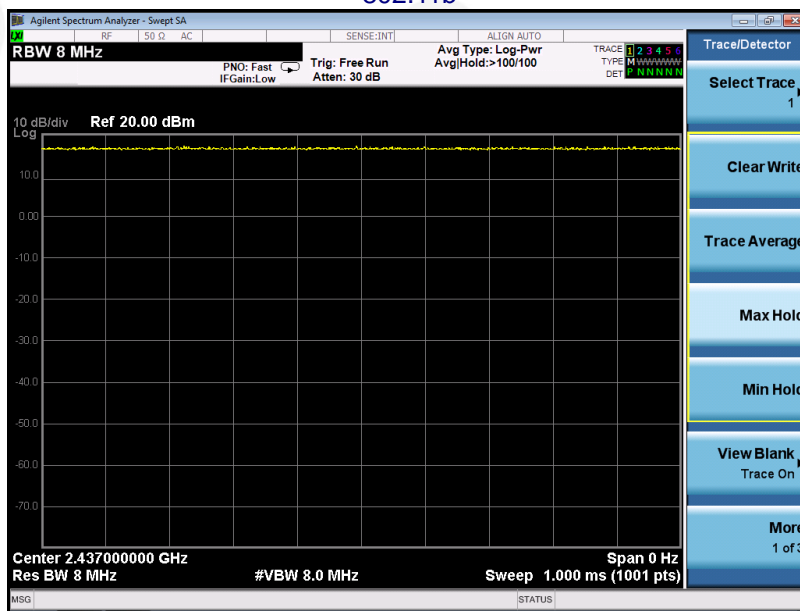 Agilent Spectrum Analyzer - Swept SA
LXI RF 50 Ω AC SENSE:INT ALIGN AUTO
RBW 8 MHz
PNO: Fast
IFGain:Low
Trig: Free Run
Atten: 30 dB
Avg Type: Log-Pwr
Avg|Hold:>100/100
TRACE 1 2 3 4 5 6
TYPE M WWWWW
DET P N N N N N
Trace/Detector
Select Trace
1
Clear Write
Trace Average
Max Hold
Min Hold
View Blank
Trace On
More
1 of 3
10 dB/div Ref 20.00 dBm
Log
10.0
0.00
-10.0
-20.0
-30.0
-40.0
-50.0
-60.0
-70.0
Center 2.437000000 GHz Span 0 Hz
Res BW 8 MHz #VBW 8.0 MHz Sweep 1.000 ms (1001 pts)
MSG STATUS